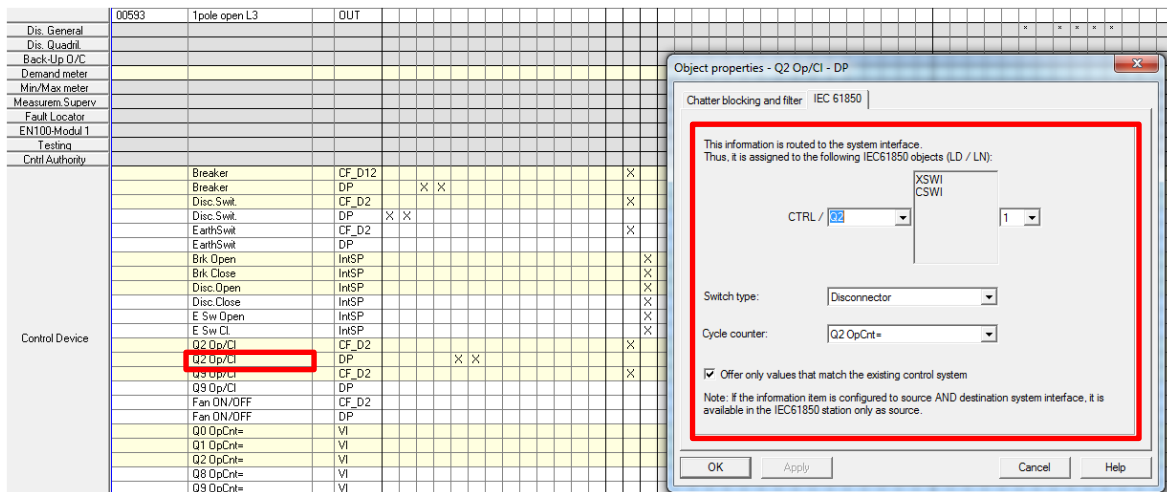 00593 1pole open L3 OUT
Dis. General
Dis. Quadril.
Back-Up O/C
Demand meter
Min/Max meter
Measurem.Superv
Fault Locator
EN100-Modul 1
Testing
Cntrl Authority
Control Device
Breaker CF_D12 X
Breaker DP X X
Disc.Swit. CF_D2 X
Disc.Swit. DP X X
EarthSwit CF_D2 X
EarthSwit DP
Brk Open IntSP X
Brk Close IntSP X
Disc.Open IntSP X
Disc.Close IntSP X
E Sw Open IntSP X
E Sw Cl. IntSP X
Q2 Op/Cl CF_D2 X
Q2 Op/Cl DP X X
Q9 Op/Cl CF_D2 X
Q9 Op/Cl DP
Fan ON/OFF CF_D2
Fan ON/OFF DP
Q0 OpCnt= VI
Q1 OpCnt= VI
Q2 OpCnt= VI
Q8 OpCnt= VI
Q9 OpCnt= VI
Object properties - Q2 Op/Cl - DP
Chatter blocking and filter IEC 61850
This information is routed to the system interface.
Thus, it is assigned to the following IEC61850 objects (LD / LN):
XSWI
CSWI
CTRL / Q2 1
Switch type: Disconnector
Cycle counter: Q2 OpCnt=
Offer only values that match the existing control system
Note: If the information item is configured to source AND destination system interface, it is
available in the IEC61850 station only as source.
OK Apply Cancel Help